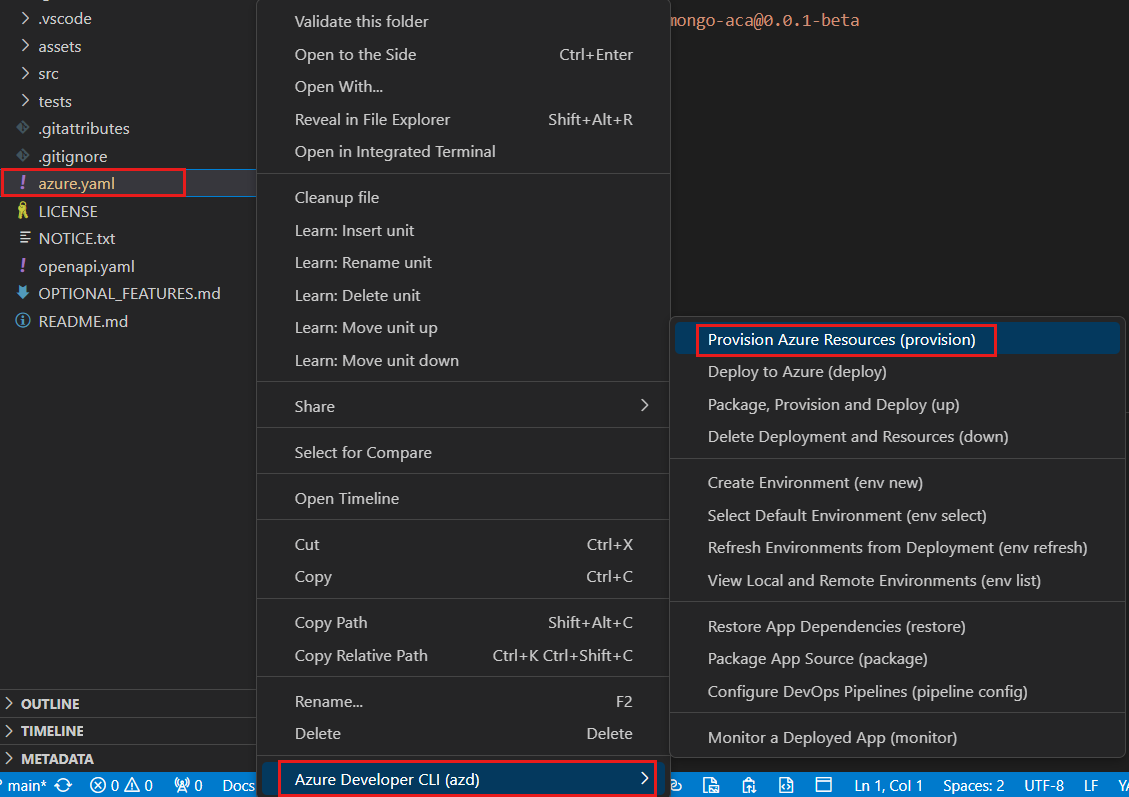 .vscode
assets
src
tests
.gitattributes
.gitignore
azure.yaml
LICENSE
NOTICE.txt
openapi.yaml
OPTIONAL_FEATURES.md
README.md
OUTLINE
TIMELINE
METADATA
Validate this folder
Open to the Side Ctrl+Enter
Open With...
Reveal in File Explorer Shift+Alt+R
Open in Integrated Terminal
Cleanup file
Learn: Insert unit
Learn: Rename unit
Learn: Delete unit
Learn: Move unit up
Learn: Move unit down
Share
Select for Compare
Open Timeline
Cut Ctrl+X
Copy Ctrl+C
Copy Path Shift+Alt+C
Copy Relative Path Ctrl+K Ctrl+Shift+C
Rename... F2
Delete Delete
Azure Developer CLI (azd)
mongo-aca@0.0.1-beta
Provision Azure Resources (provision)
Deploy to Azure (deploy)
Package, Provision and Deploy (up)
Delete Deployment and Resources (down)
Create Environment (env new)
Select Default Environment (env select)
Refresh Environments from Deployment (env refresh)
View Local and Remote Environments (env list)
Restore App Dependencies (restore)
Package App Source (package)
Configure DevOps Pipelines (pipeline config)
Monitor a Deployed App (monitor)
main* 0 0 0 Docs Ln 1, Col 1 Spaces: 2 UTF-8 LF